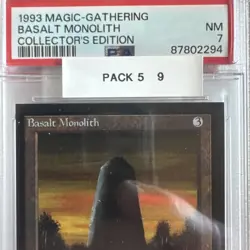 1993 MAGIC-GATHERING NM
BASALT MONOLITH 7
COLLECTOR'S EDITION 87802294
PACK 5 9
Basalt Monolith 3